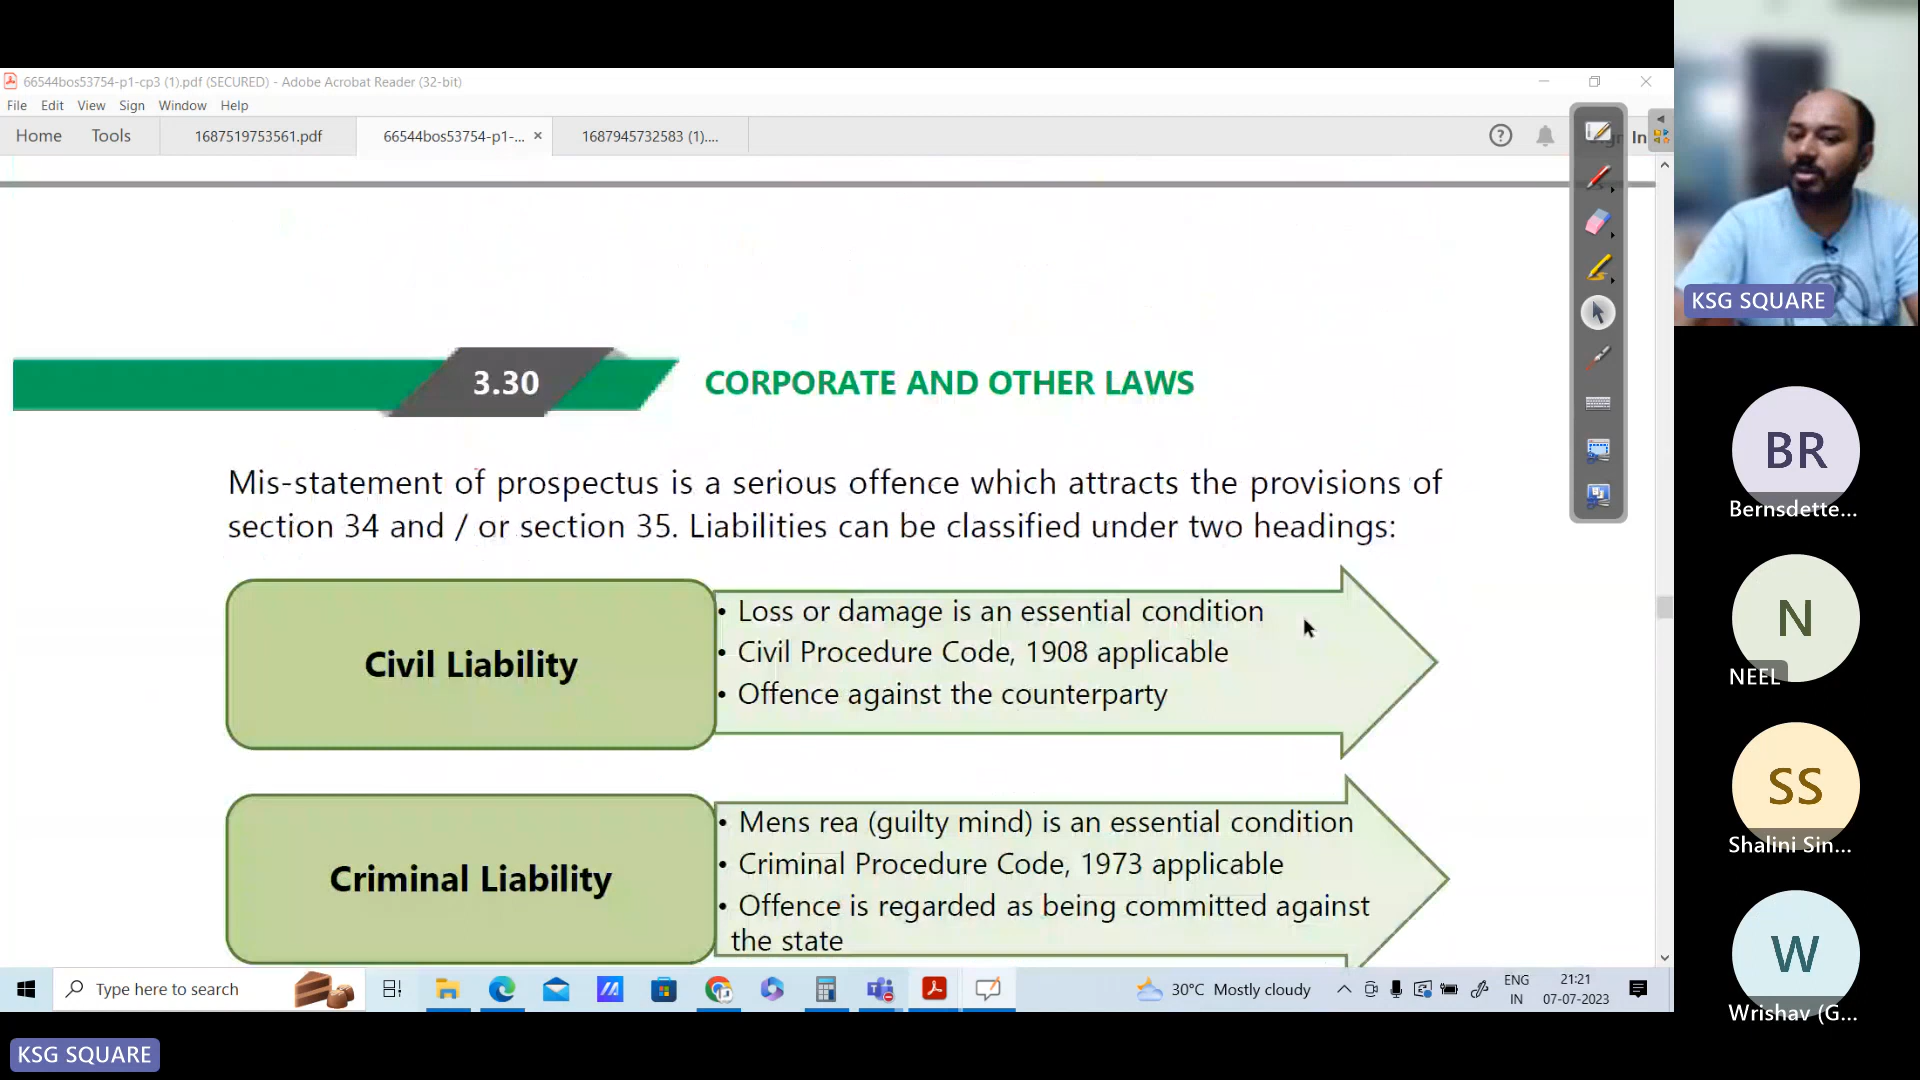 66544bos53754-p1-cp3 (1).pdf (SECURED) - Adobe Acrobat Reader (32-bit)
File Edit View Sign Window Help
Home Tools 1687519753561.pdf 66544bos53754-p1-... × 1687945732583 (1).... In
3.30 CORPORATE AND OTHER LAWS
Mis-statement of prospectus is a serious offence which attracts the provisions of
section 34 and / or section 35. Liabilities can be classified under two headings:
Civil Liability
• Loss or damage is an essential condition
• Civil Procedure Code, 1908 applicable
• Offence against the counterparty
Criminal Liability
• Mens rea (guilty mind) is an essential condition
• Criminal Procedure Code, 1973 applicable
• Offence is regarded as being committed against
the state
Type here to search
30°C Mostly cloudy
ENG
IN
21:21
07-07-2023
KSG SQUARE
KSG SQUARE
BR
Bernsdette...
N
NEEL
SS
Shalini Sin...
W
Wrishav (G...